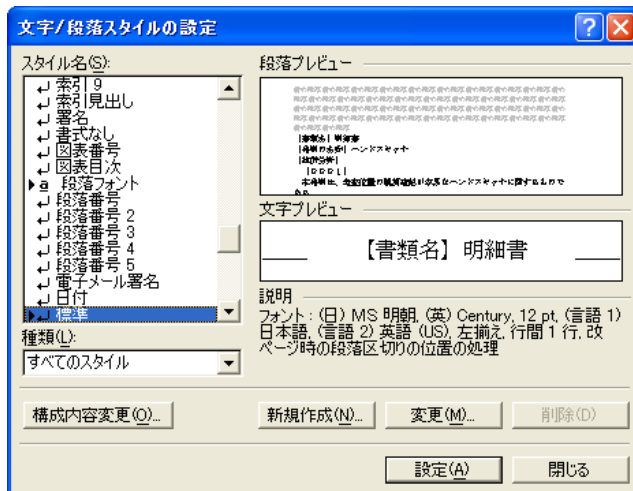 文字/段落スタイルの設定
スタイル名(S):
索引 9
索引見出し
署名
書式なし
図表番号
図表目次
a 段落フォント
段落番号
段落番号 2
段落番号 3
段落番号 4
段落番号 5
電子メール署名
日付
標準
種類(L):
すべてのスタイル
段落プレビュー
文字プレビュー
【書類名】明細書
説明
フォント : (日) MS 明朝, (英) Century, 12 pt, (言語 1)
日本語, (言語 2) 英語 (US), 左揃え, 行間 1 行, 改
ページ時の段落区切りの位置の処理
構成内容変更(O)...
新規作成(N)...
変更(M)...
削除(D)
設定(A)
閉じる